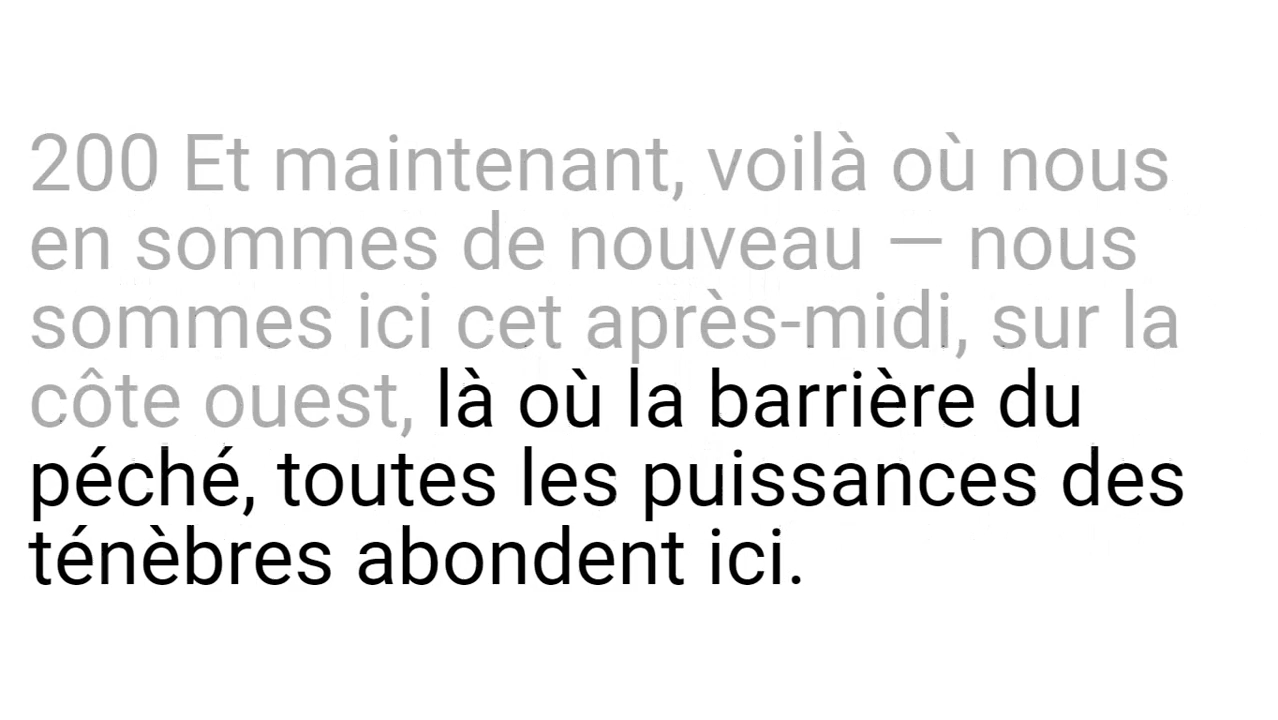 200 Et maintenant, voilà où nous
en sommes de nouveau — nous
sommes ici cet après-midi, sur la
côte ouest, là où la barrière du
péché, toutes les puissances des
ténèbres abondent ici.